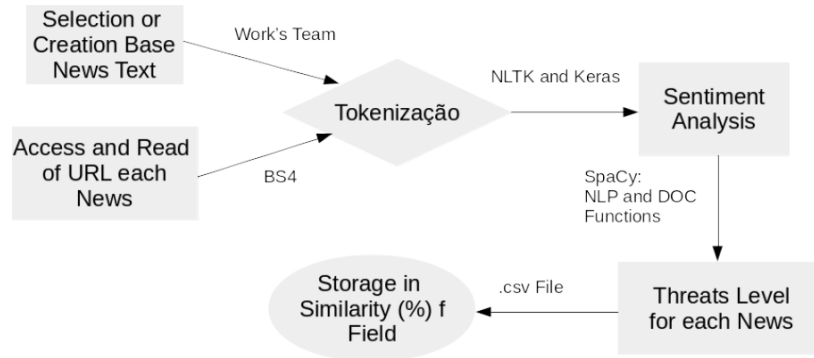 Selection or
Creation Base
News Text
Work's Team
Tokenização
NLTK and Keras
Sentiment
Analysis
Access and Read
of URL each
News
BS4
SpaCy:
NLP and DOC
Functions
Storage in
Similarity (%) f
Field
.csv File
Threats Level
for each News